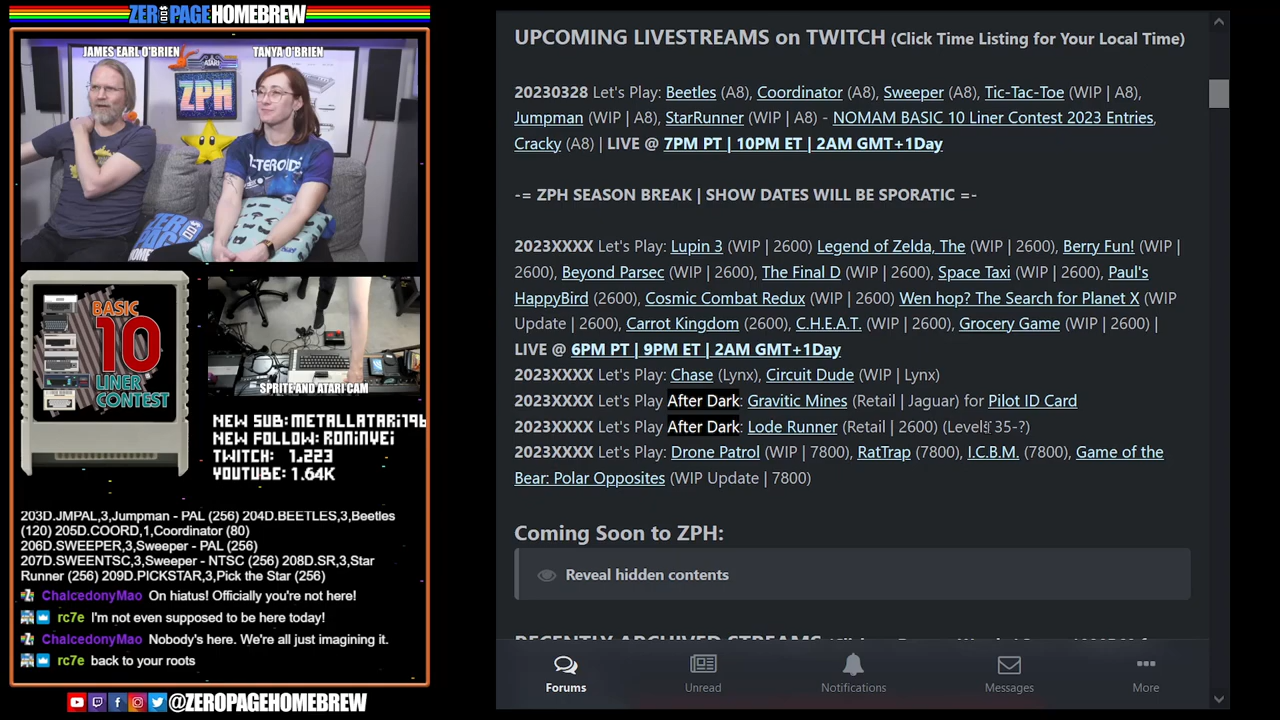 ZEROPAGE HOMEBREW
JAMES EARL O'BRIEN
TANYA O'BRIEN
ATARI
ZPH
BASIC
10
LINER
CONTEST
SPRITE AND ATARI CAM
NEW SUB: METALLATARI196
NEW FOLLOW: RONINVEI
TWITCH: 1,223
YOUTUBE: 1.64K
203D.JMPAL,3,Jumpman - PAL (256) 204D.BEETLES,3,Beetles
(120) 205D.COORD,1,Coordinator (80)
206D.SWEEPER,3,Sweeper - PAL (256)
207D.SWEENTSC,3,Sweeper - NTSC (256) 208D.SR,3,Star
Runner (256) 209D.PICKSTAR,3,Pick the Star (256)
ChalcedonyMao On hiatus! Officially you're not here!
rc7e I'm not even supposed to be here today!
ChalcedonyMao Nobody's here. We're all just imagining it.
rc7e back to your roots
@ZEROPAGEHOMEBREW
UPCOMING LIVESTREAMS on TWITCH (Click Time Listing for Your Local Time)
20230328 Let's Play: Beetles (A8), Coordinator (A8), Sweeper (A8), Tic-Tac-Toe (WIP | A8),
Jumpman (WIP | A8), StarRunner (WIP | A8) - NOMAM BASIC 10 Liner Contest 2023 Entries,
Cracky (A8) | LIVE @ 7PM PT | 10PM ET | 2AM GMT+1Day
-= ZPH SEASON BREAK | SHOW DATES WILL BE SPORATIC =-
2023XXXX Let's Play: Lupin 3 (WIP | 2600) Legend of Zelda, The (WIP | 2600), Berry Fun! (WIP |
2600), Beyond Parsec (WIP | 2600), The Final D (WIP | 2600), Space Taxi (WIP | 2600), Paul's
HappyBird (2600), Cosmic Combat Redux (WIP | 2600) Wen hop? The Search for Planet X (WIP
Update | 2600), Carrot Kingdom (2600), C.H.E.A.T. (WIP | 2600), Grocery Game (WIP | 2600) |
LIVE @ 6PM PT | 9PM ET | 2AM GMT+1Day
2023XXXX Let's Play: Chase (Lynx), Circuit Dude (WIP | Lynx)
2023XXXX Let's Play After Dark: Gravitic Mines (Retail | Jaguar) for Pilot ID Card
2023XXXX Let's Play After Dark: Lode Runner (Retail | 2600) (Levels 35-?)
2023XXXX Let's Play: Drone Patrol (WIP | 7800), RatTrap (7800), I.C.B.M. (7800), Game of the
Bear: Polar Opposites (WIP Update | 7800)
Coming Soon to ZPH:
Reveal hidden contents
Forums
Unread
Notifications
Messages
More